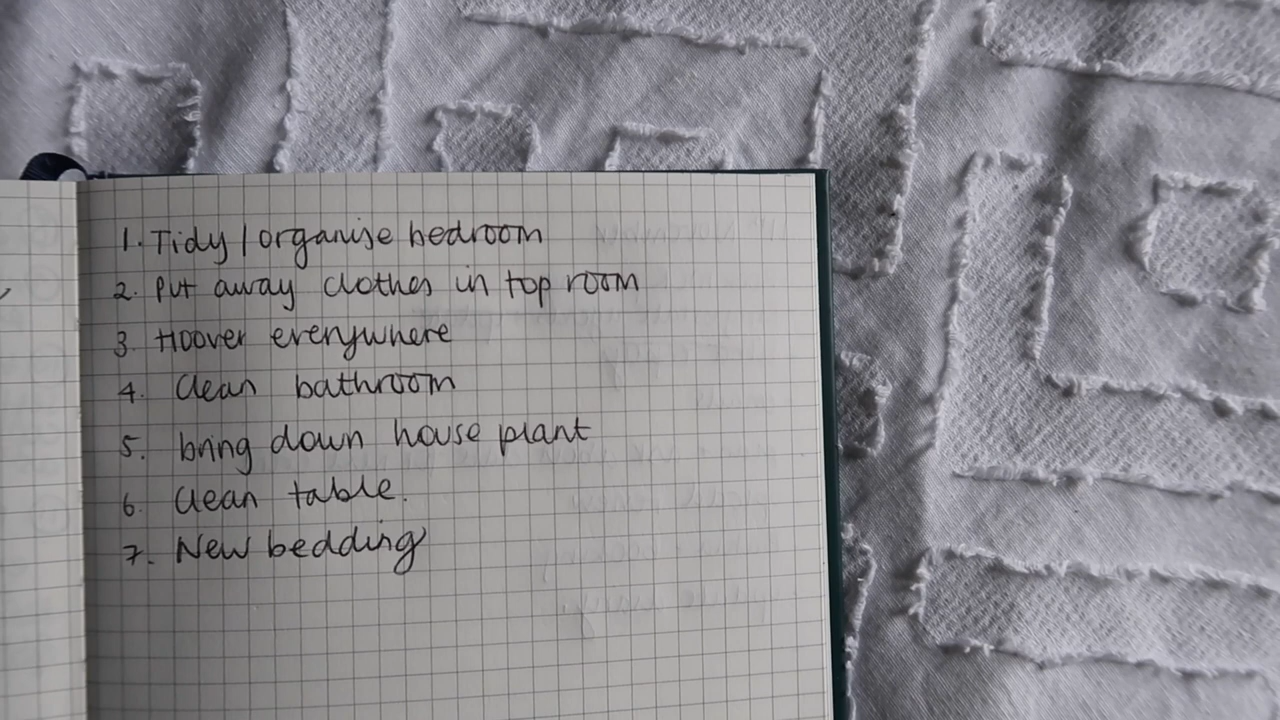 1. Tidy / organise bedroom
2. Put away clothes in top room
3. Hoover everywhere
4. Clean bathroom
5. bring down house plant
6. Clean table.
7. New bedding